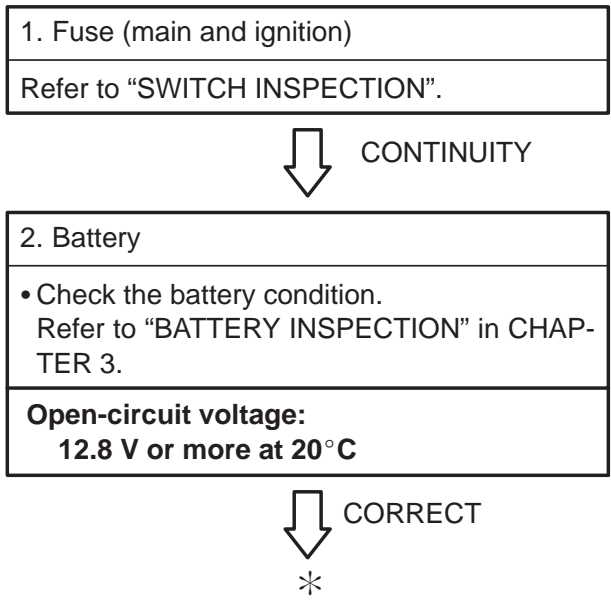 1. Fuse (main and ignition)
Refer to “SWITCH INSPECTION”.
CONTINUITY
2. Battery
• Check the battery condition.
Refer to “BATTERY INSPECTION” in CHAP-
TER 3.
Open-circuit voltage:
12.8 V or more at 20°C
CORRECT
*